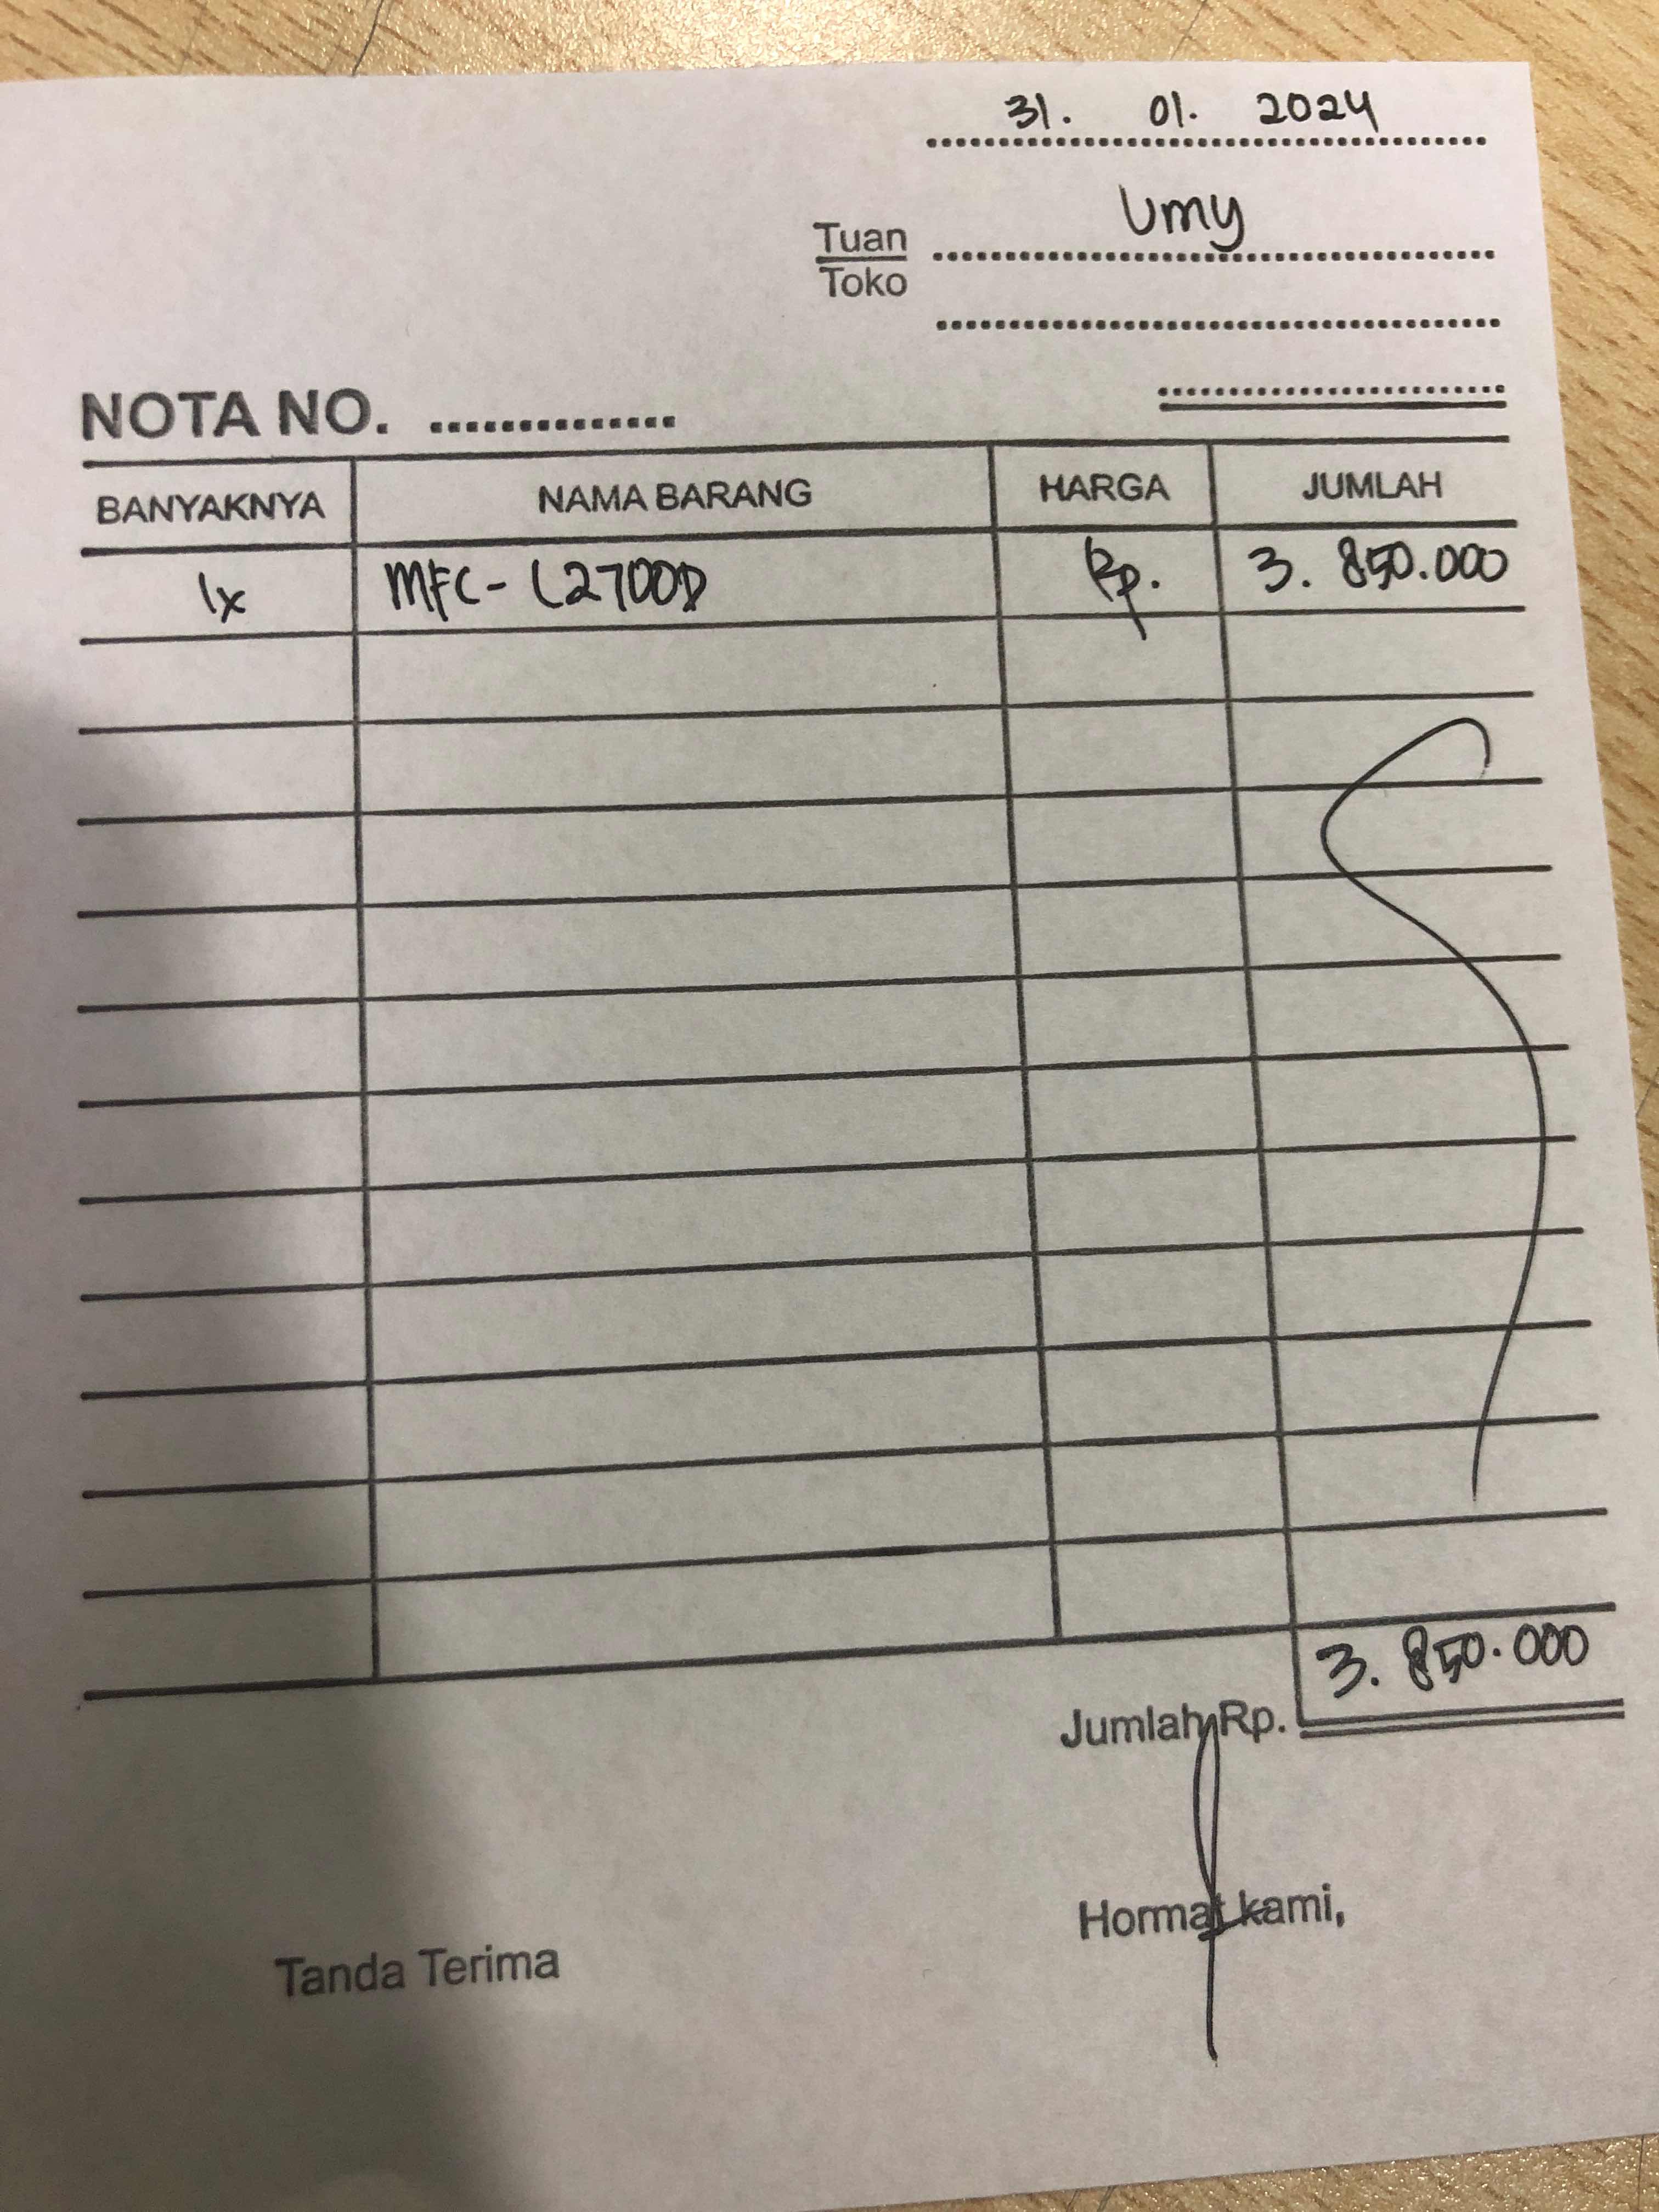 31. 01. 2024
Umy
Tuan
Toko
NOTA NO. ..............
BANYAKNYA NAMA BARANG HARGA JUMLAH
1x MFC-L2700D Rp. 3. 850.000
3. 850.000
Jumlah Rp.
Hormat kami,
Tanda Terima